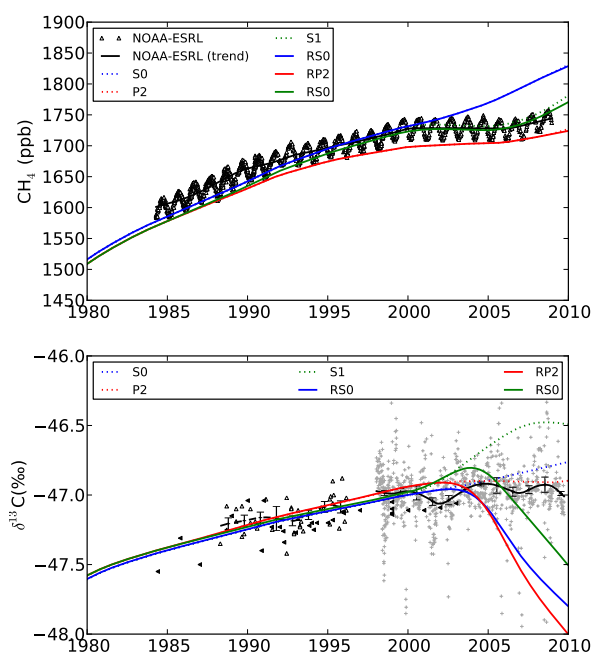 1900
1850
1800
1750
1700
1650
1600
1550
1500
1450
CH4 (ppb)
NOAA-ESRL
NOAA-ESRL (trend)
S0
P2
S1
RS0
RP2
RS0
1980 1985 1990 1995 2000 2005 2010
−46.0
−46.5
−47.0
−47.5
−48.0
δ13C(‰)
S0
P2
S1
RS0
RP2
RS0
1980 1985 1990 1995 2000 2005 2010